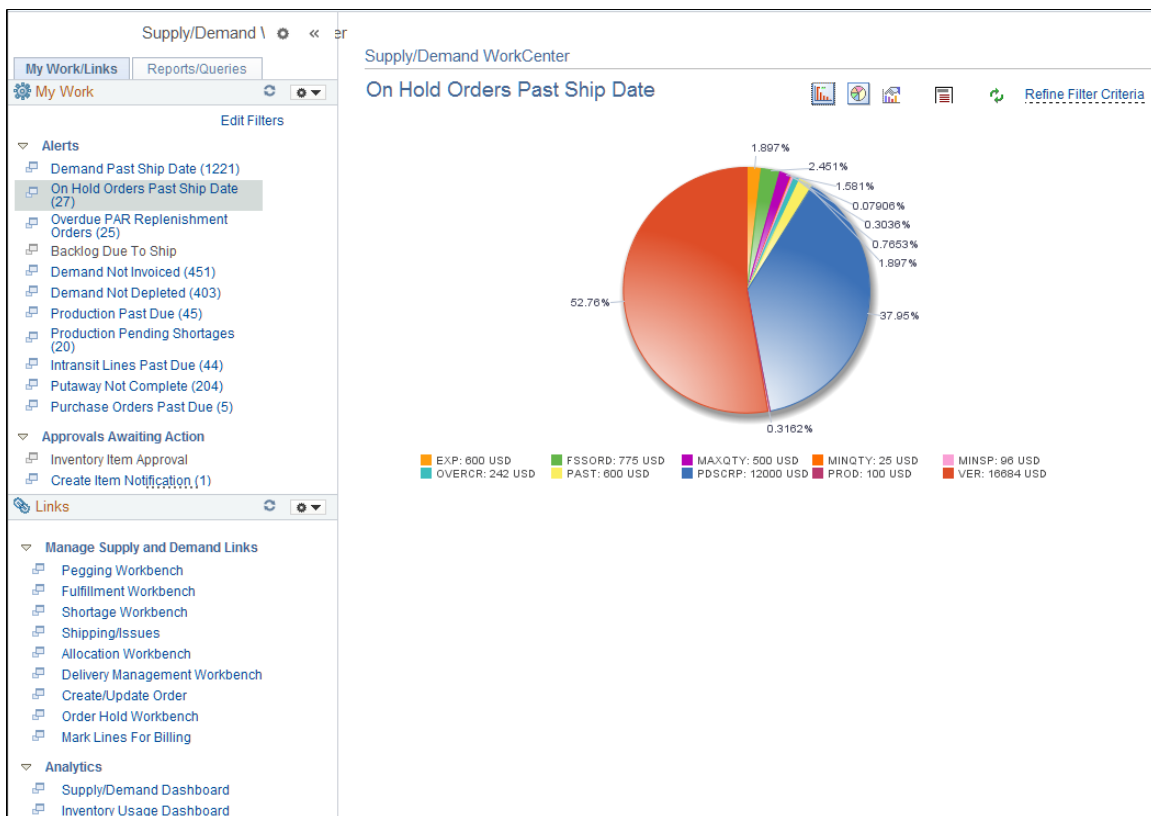 Supply/Demand \ « er
My Work/Links Reports/Queries
My Work
Edit Filters
Alerts
Demand Past Ship Date (1221)
On Hold Orders Past Ship Date
(27)
Overdue PAR Replenishment
Orders (25)
Backlog Due To Ship
Demand Not Invoiced (451)
Demand Not Depleted (403)
Production Past Due (45)
Production Pending Shortages
(20)
Intransit Lines Past Due (44)
Putaway Not Complete (204)
Purchase Orders Past Due (5)
Approvals Awaiting Action
Inventory Item Approval
Create Item Notification (1)
Links
Manage Supply and Demand Links
Pegging Workbench
Fulfillment Workbench
Shortage Workbench
Shipping/Issues
Allocation Workbench
Delivery Management Workbench
Create/Update Order
Order Hold Workbench
Mark Lines For Billing
Analytics
Supply/Demand Dashboard
Inventory Usage Dashboard
Supply/Demand WorkCenter
On Hold Orders Past Ship Date
Refine Filter Criteria
1.897%
2.451%
1.581%
0.07906%
0.3036%
0.7653%
1.897%
52.76%
37.95%
0.3162%
EXP: 600 USD FSSORD: 775 USD MAXQTY: 500 USD MINQTY: 25 USD MINSP: 96 USD
OVERCR: 242 USD PAST: 600 USD PDSCRP: 12000 USD PROD: 100 USD VER: 16684 USD